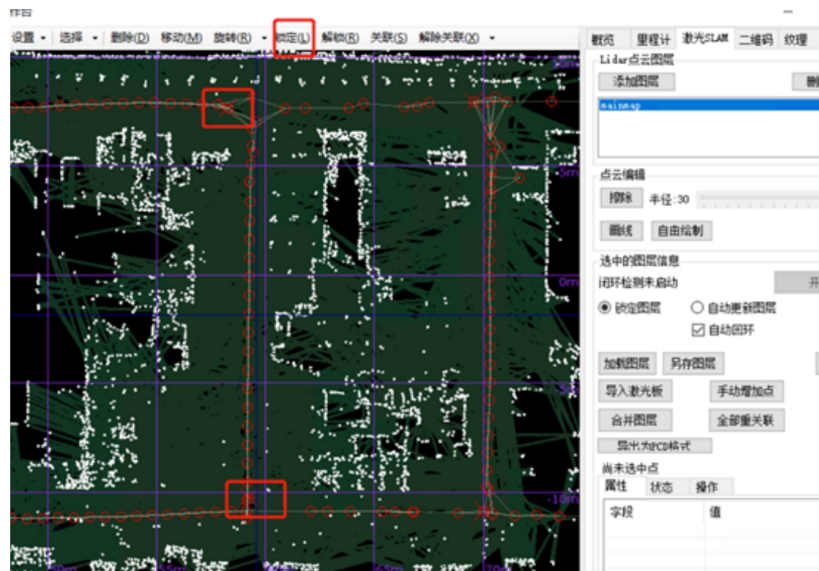 设置 选择 删除(D) 移动(M) 旋转(R) 锁定(L) 解锁(R) 关联(S) 解除关联(X)
概览 里程计 激光SLAM 二维码 纹理
Lidar点云图层
添加图层
mainmap
点云编辑
擦除 半径:30
画线 自由绘制
选中的图层信息
闭环检测未启动
锁定图层 自动更新图层
自动回环
加载图层 另存图层
导入激光板 手动增加点
合并图层 全部重关联
导出为PCD格式
尚未选中点
属性 状态 操作
字段 值
5m
0m
-10m